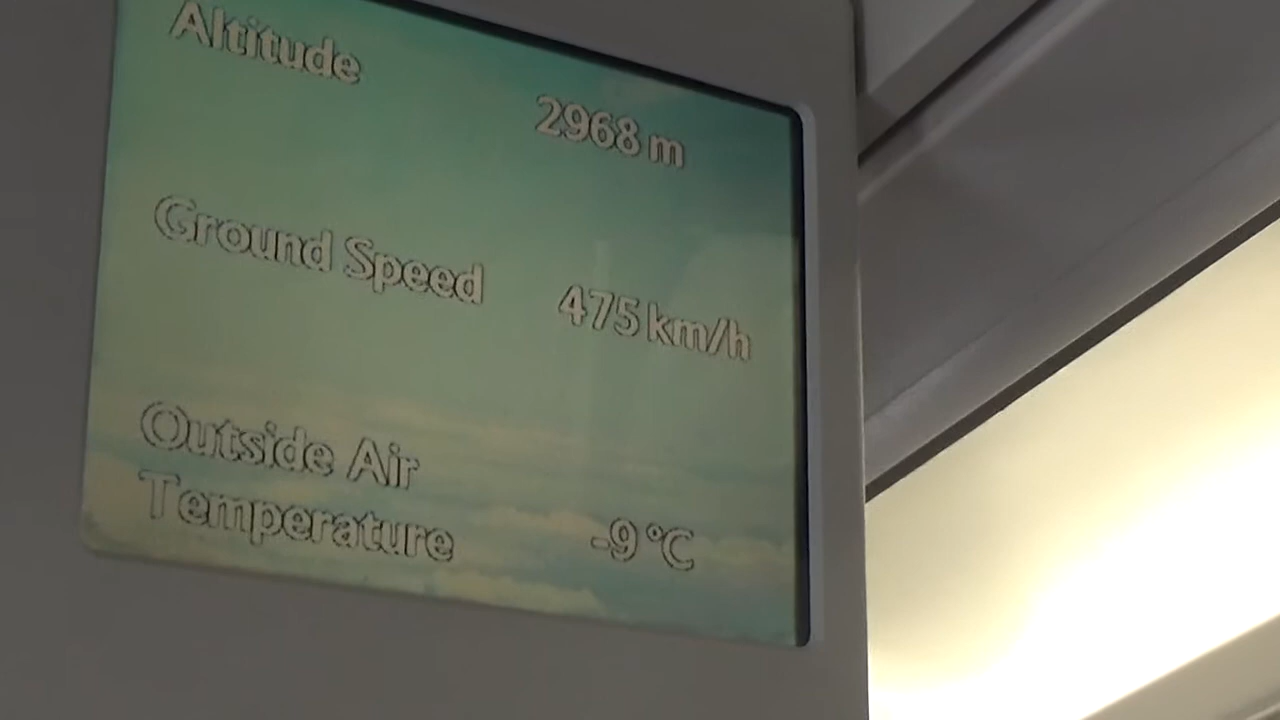 Altitude
2968 m
Ground Speed
475 km/h
Outside Air
Temperature
-9 °C